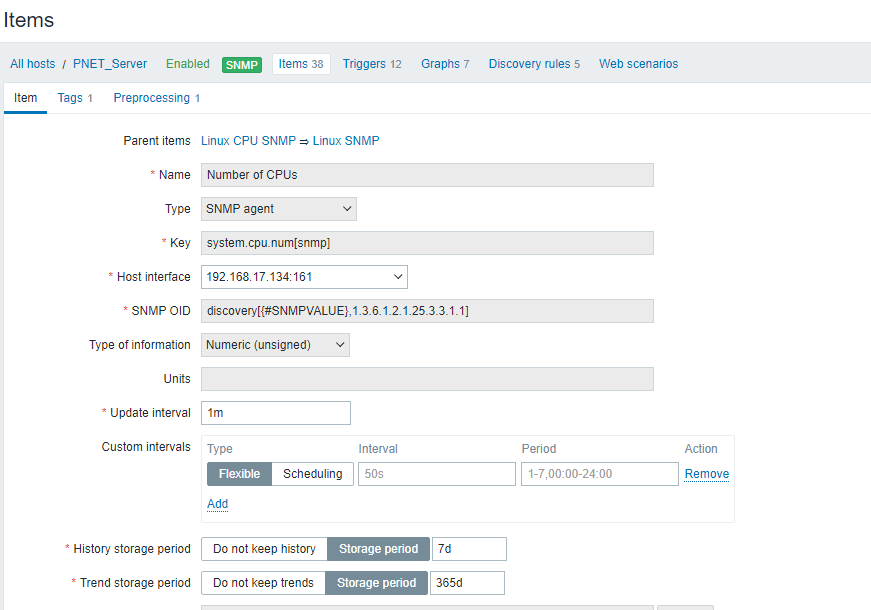 Items
All hosts / PNET_Server Enabled SNMP Items 38 Triggers 12 Graphs 7 Discovery rules 5 Web scenarios
Item Tags 1 Preprocessing 1
Parent items Linux CPU SNMP ⇒ Linux SNMP
* Name Number of CPUs
Type SNMP agent
* Key system.cpu.num[snmp]
* Host interface 192.168.17.134:161
* SNMP OID discovery[{#SNMPVALUE},1.3.6.1.2.1.25.3.3.1.1]
Type of information Numeric (unsigned)
Units
* Update interval 1m
Custom intervals Type Interval Period Action
Flexible Scheduling 50s 1-7,00:00-24:00 Remove
Add
* History storage period Do not keep history Storage period 7d
* Trend storage period Do not keep trends Storage period 365d